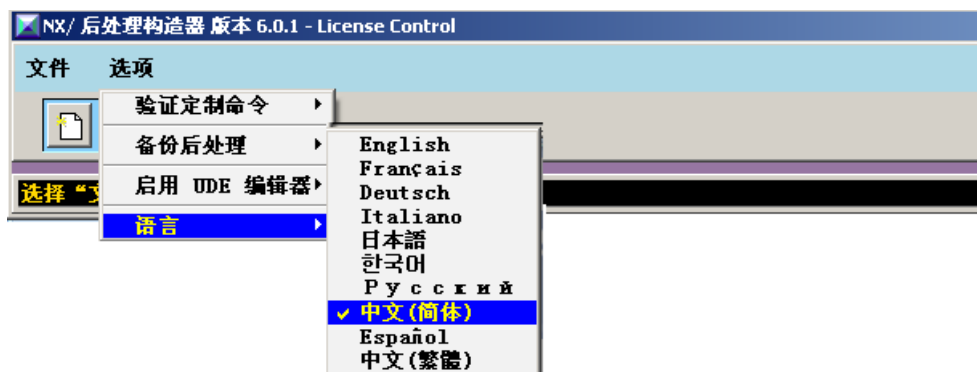 NX/ 后处理构造器 版本 6.0.1 - License Control
文件 选项
验证定制命令
备份后处理
启用 UDE 编辑器
语言
选择 “文
English
Français
Deutsch
Italiano
日本語
한국어
Русский
中文(简体)
Español
中文(繁體)